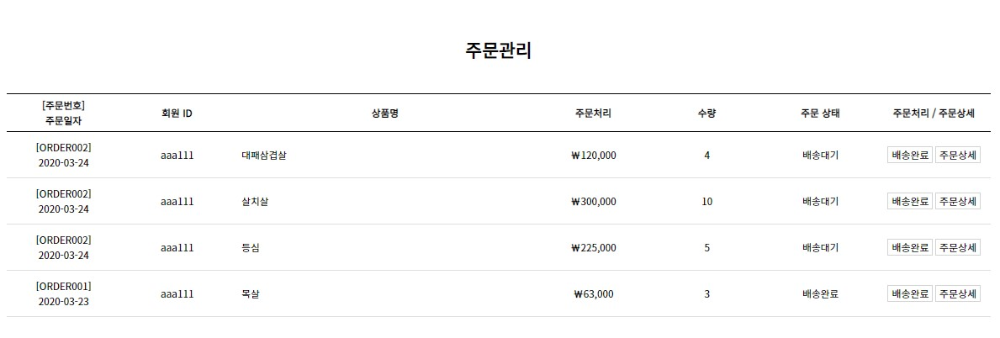 주문관리
[주문번호]
주문일자 회원 ID 상품명 주문처리 수량 주문 상태 주문처리 / 주문상세
[ORDER002]
2020-03-24 aaa111 대패삼겹살 ₩120,000 4 배송대기 배송완료 주문상세
[ORDER002]
2020-03-24 aaa111 살치살 ₩300,000 10 배송대기 배송완료 주문상세
[ORDER002]
2020-03-24 aaa111 등심 ₩225,000 5 배송대기 배송완료 주문상세
[ORDER001]
2020-03-23 aaa111 목살 ₩63,000 3 배송완료 배송완료 주문상세